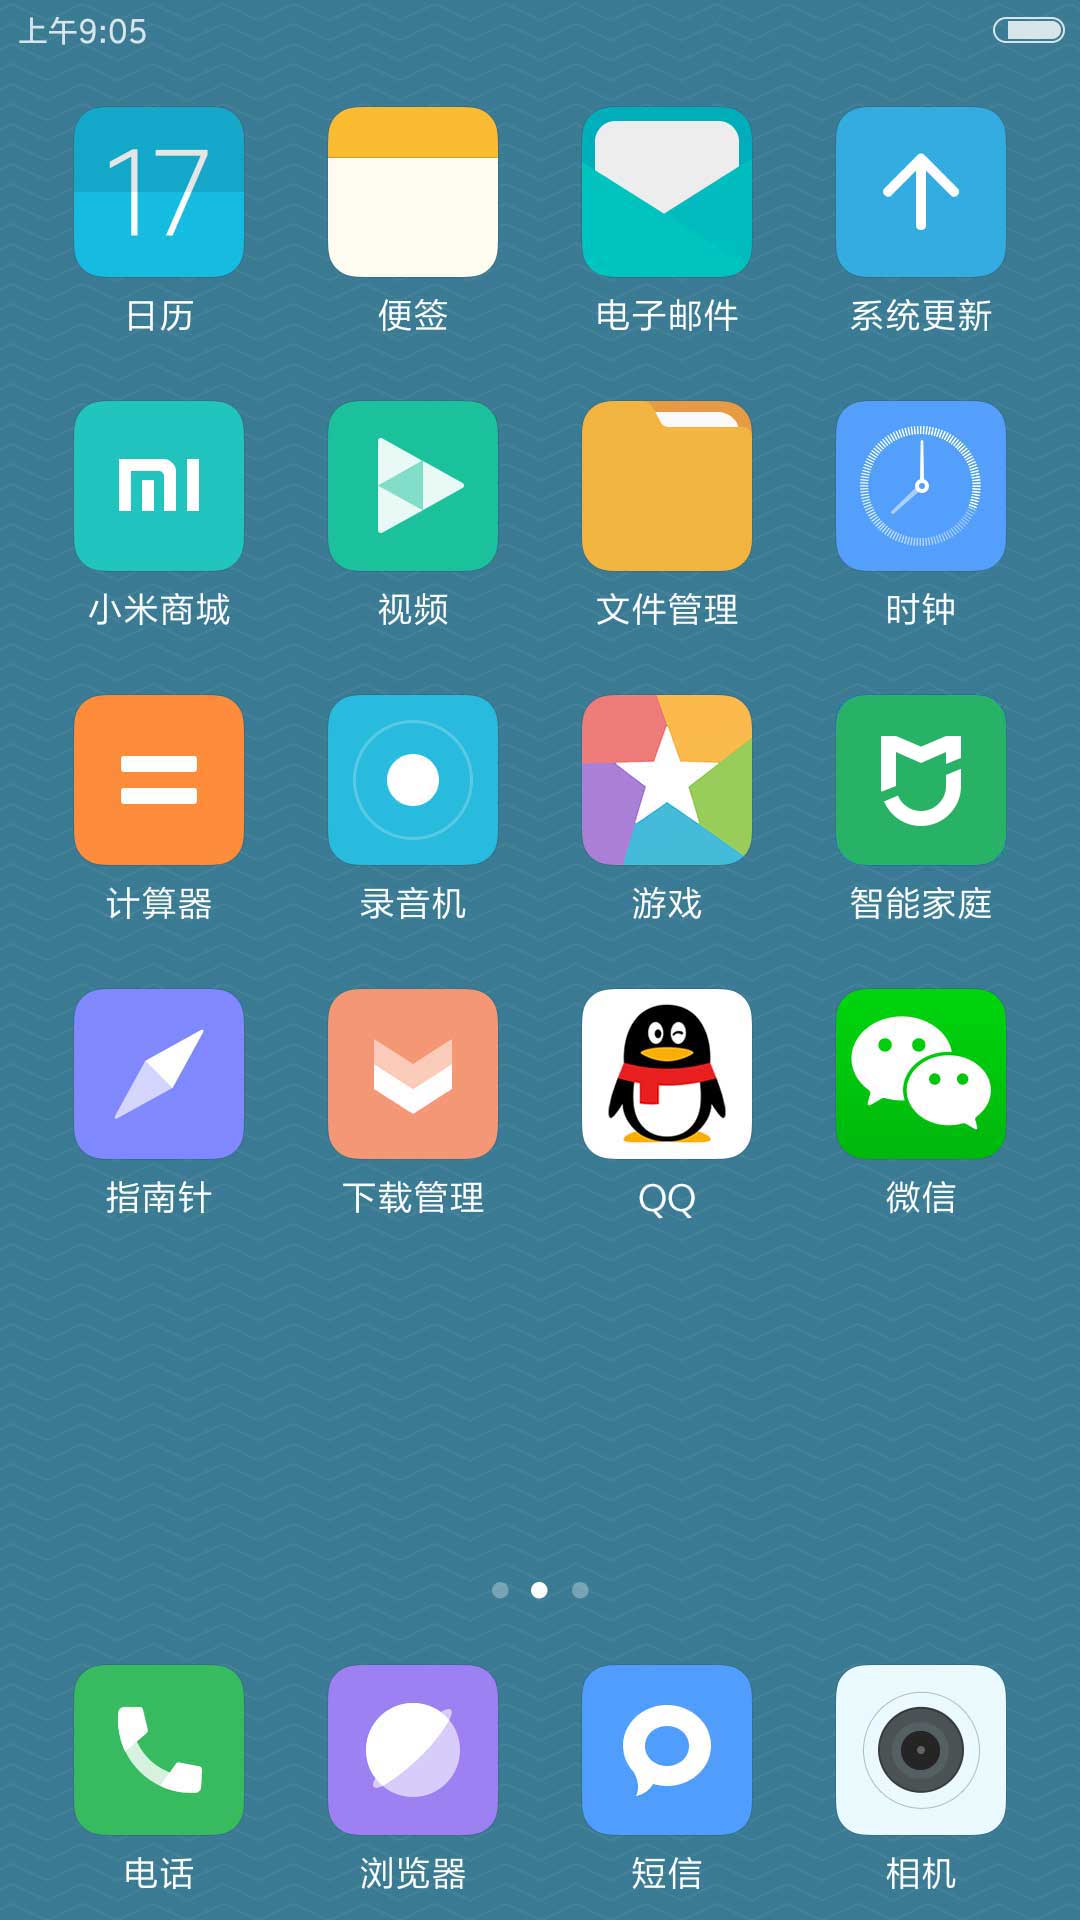 上午9:05
17
日历
便签
电子邮件
系统更新
mi
小米商城
视频
文件管理
时钟
计算器
录音机
游戏
智能家庭
指南针
下载管理
QQ
微信
电话
浏览器
短信
相机